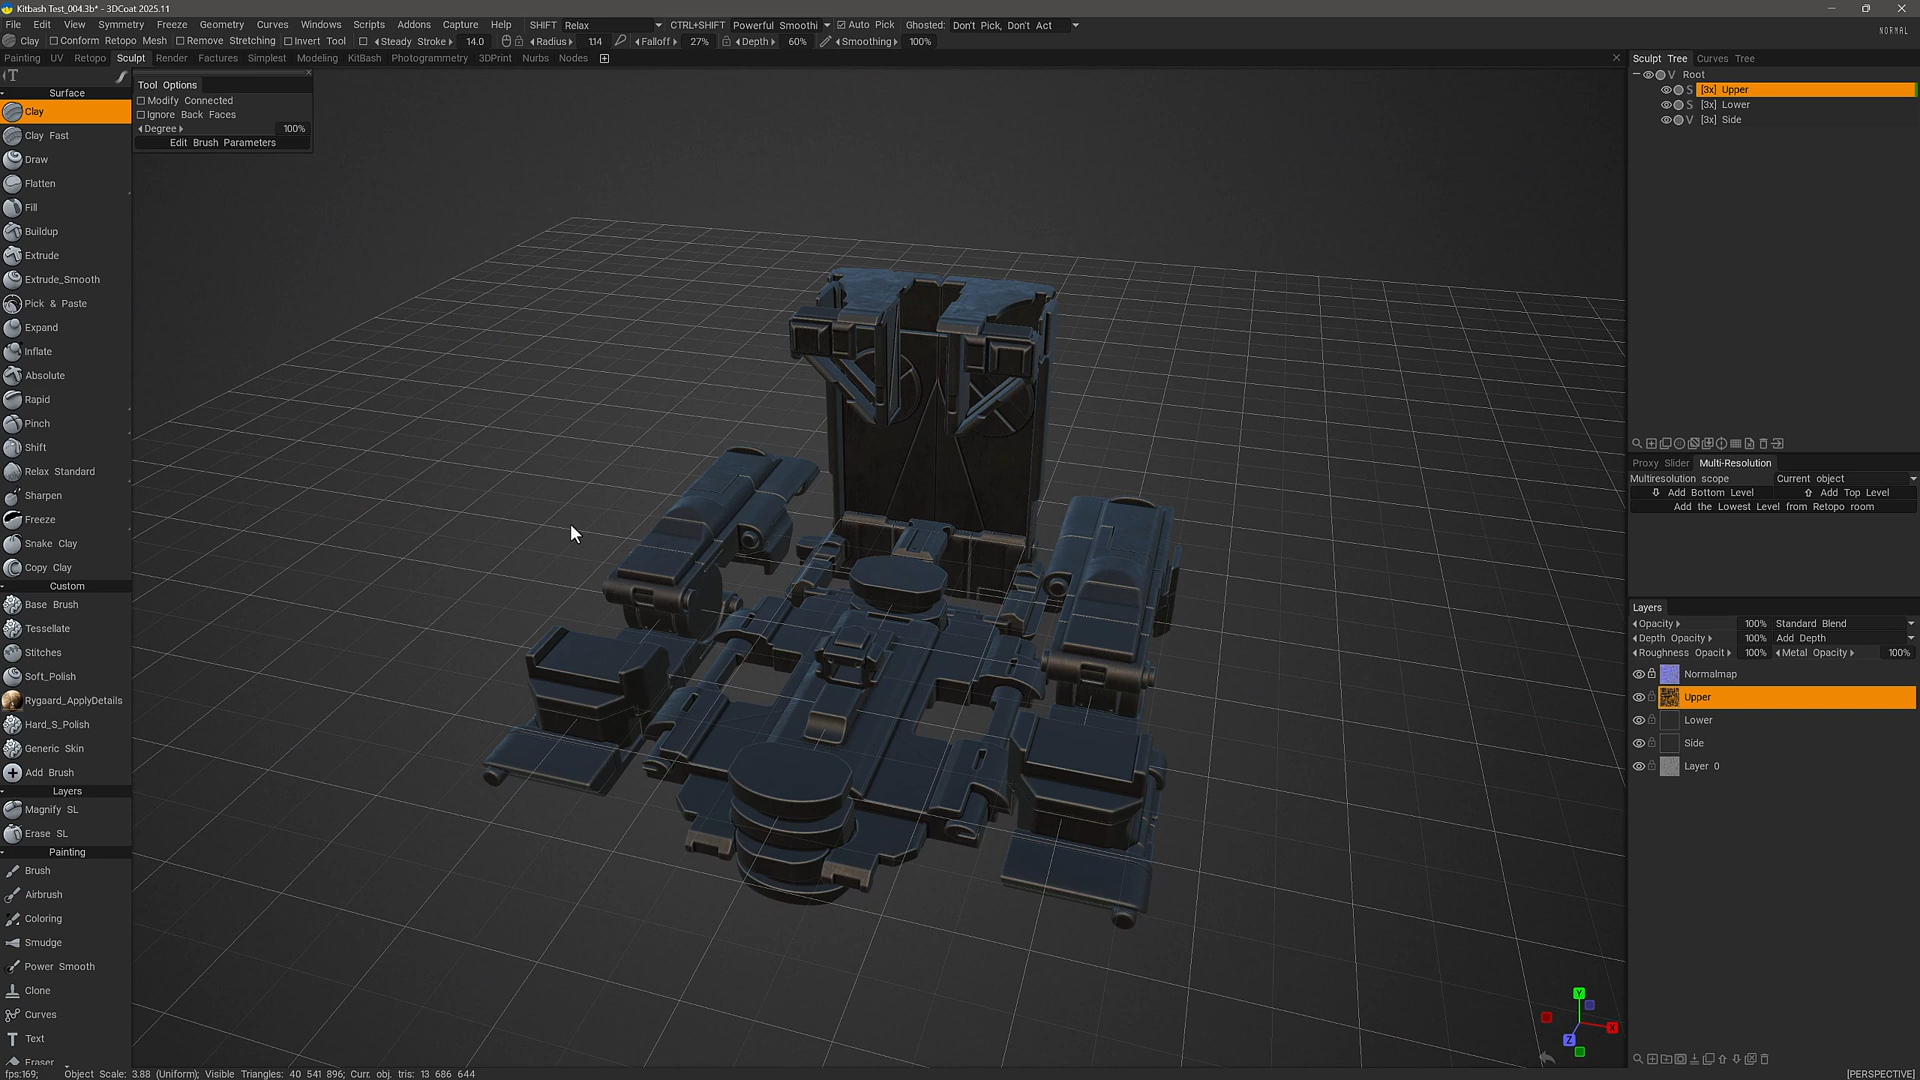 Kitbash Test_004.3b* - 3DCoat 2025.11
File Edit View Symmetry Freeze Geometry Curves Windows Scripts Addons Capture Help SHIFT Relax CTRL+SHIFT Powerful Smoothi Auto Pick Ghosted: Don't Pick, Don't Act
NORMAL
Clay Conform Retopo Mesh Remove Stretching Invert Tool Steady Stroke 14.0 Radius 114 Falloff 27% Depth 60% Smoothing 100%
Painting UV Retopo Sculpt Render Factures Simplest Modeling KitBash Photogrammetry 3DPrint Nurbs Nodes
T
Surface
Clay
Clay Fast
Draw
Flatten
Fill
Buildup
Extrude
Extrude_Smooth
Pick & Paste
Expand
Inflate
Absolute
Rapid
Pinch
Shift
Relax Standard
Sharpen
Freeze
Snake Clay
Copy Clay
Custom
Base Brush
Tessellate
Stitches
Soft_Polish
Rygaard_ApplyDetails
Hard_S_Polish
Generic Skin
Add Brush
Layers
Magnify SL
Erase SL
Painting
Brush
Airbrush
Coloring
Smudge
Power Smooth
Clone
Curves
Text
Eraser
Tool Options
Modify Connected
Ignore Back Faces
Degree 100%
Edit Brush Parameters
Sculpt Tree Curves Tree
V Root
S [3x] Upper
S [3x] Lower
V [3x] Side
Proxy Slider Multi-Resolution
Multiresolution scope Current object
Add Bottom Level Add Top Level
Add the Lowest Level from Retopo room
Layers
Opacity 100% Standard Blend
Depth Opacity 100% Add Depth
Roughness Opacit 100% Metal Opacity 100%
Normalmap
Upper
Lower
Side
Layer 0
Y
X
Z
fps:169; Object Scale: 3.88 (Uniform); Visible Triangles: 40 541 896; Curr. obj. tris: 13 686 644
[PERSPECTIVE]